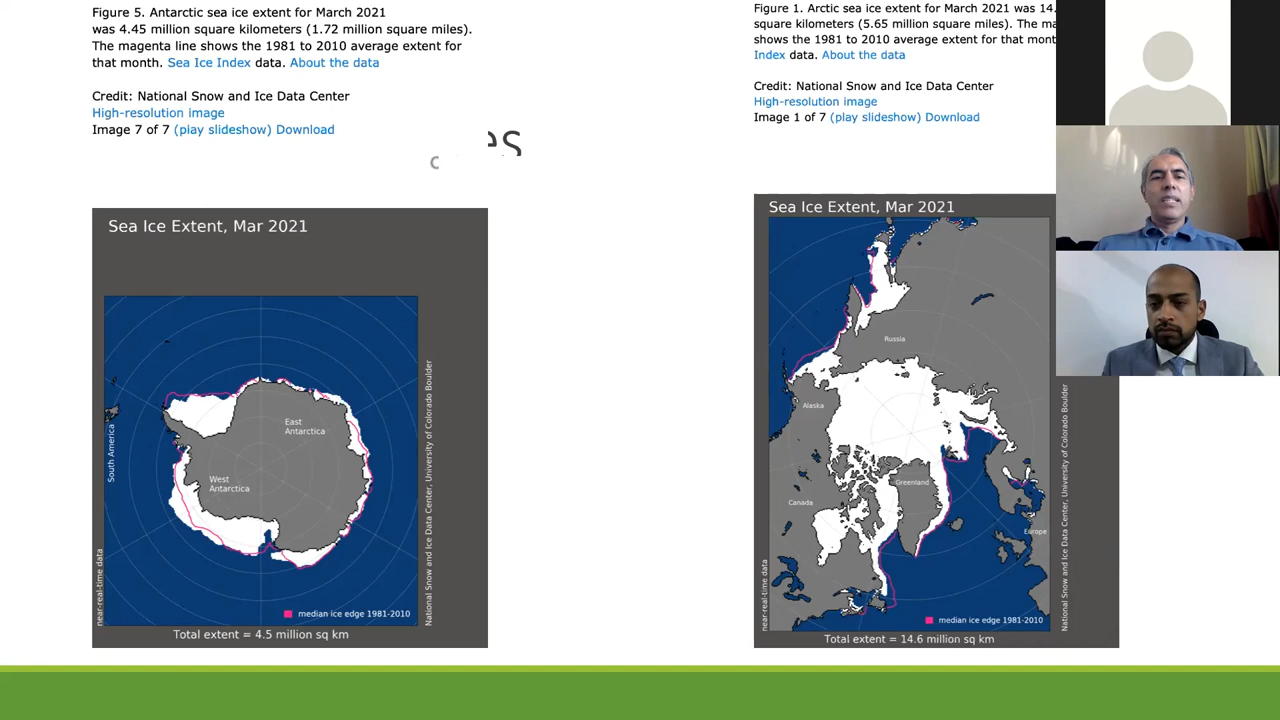 Figure 5. Antarctic sea ice extent for March 2021
was 4.45 million square kilometers (1.72 million square miles).
The magenta line shows the 1981 to 2010 average extent for
that month. Sea Ice Index data. About the data
Credit: National Snow and Ice Data Center
High-resolution image
Image 7 of 7 (play slideshow) Download
es
c
Sea Ice Extent, Mar 2021
East
Antarctica
West
Antarctica
South America
near-real-time data
National Snow and Ice Data Center, University of Colorado Boulder
median ice edge 1981-2010
Total extent = 4.5 million sq km
Figure 1. Arctic sea ice extent for March 2021 was 14.
square kilometers (5.65 million square miles). The ma
shows the 1981 to 2010 average extent for that mont
Index data. About the data
Credit: National Snow and Ice Data Center
High-resolution image
Image 1 of 7 (play slideshow) Download
Sea Ice Extent, Mar 2021
Russia
Alaska
Greenland
Canada
Europe
near-real-time data
National Snow and Ice Data Center, University of Colorado Boulder
median ice edge 1981-2010
Total extent = 14.6 million sq km